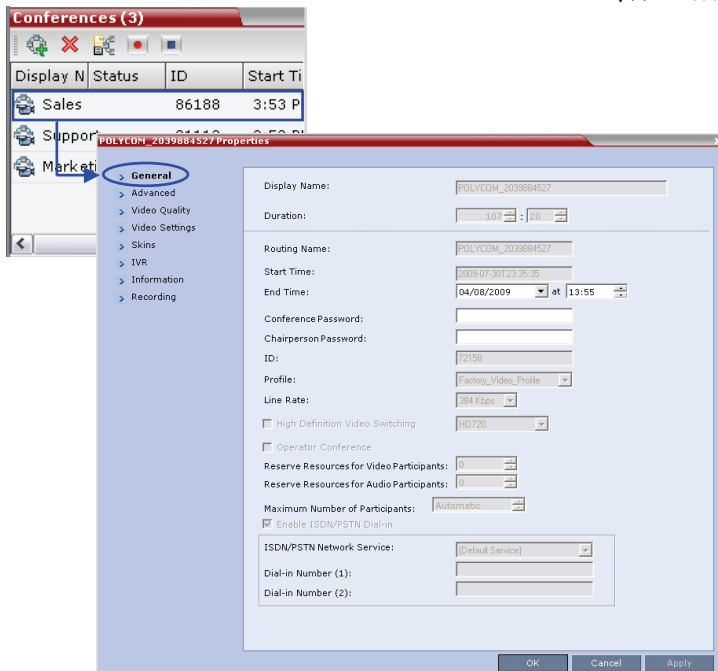 Conferences (3)
Display N Status ID Start Ti
Sales 86188 3:53 P
Suppor
Marketi
POLYCOM_2039884527 Properties
General
Advanced
Video Quality
Video Settings
Skins
IVR
Information
Recording
Display Name: POLYCOM_2039884527
Duration: 107 : 20
Routing Name: POLYCOM_2039884527
Start Time: 2009-07-30T23:35:35
End Time: 04/08/2009 at 13:55
Conference Password:
Chairperson Password:
ID: 72158
Profile: Factory_Video_Profile
Line Rate: 384 Kbps
High Definition Video Switching HD720
Operator Conference
Reserve Resources for Video Participants: 0
Reserve Resources for Audio Participants: 0
Maximum Number of Participants: Automatic
Enable ISDN/PSTN Dial-in
ISDN/PSTN Network Service: [Default Service]
Dial-in Number (1):
Dial-in Number (2):
OK Cancel Apply